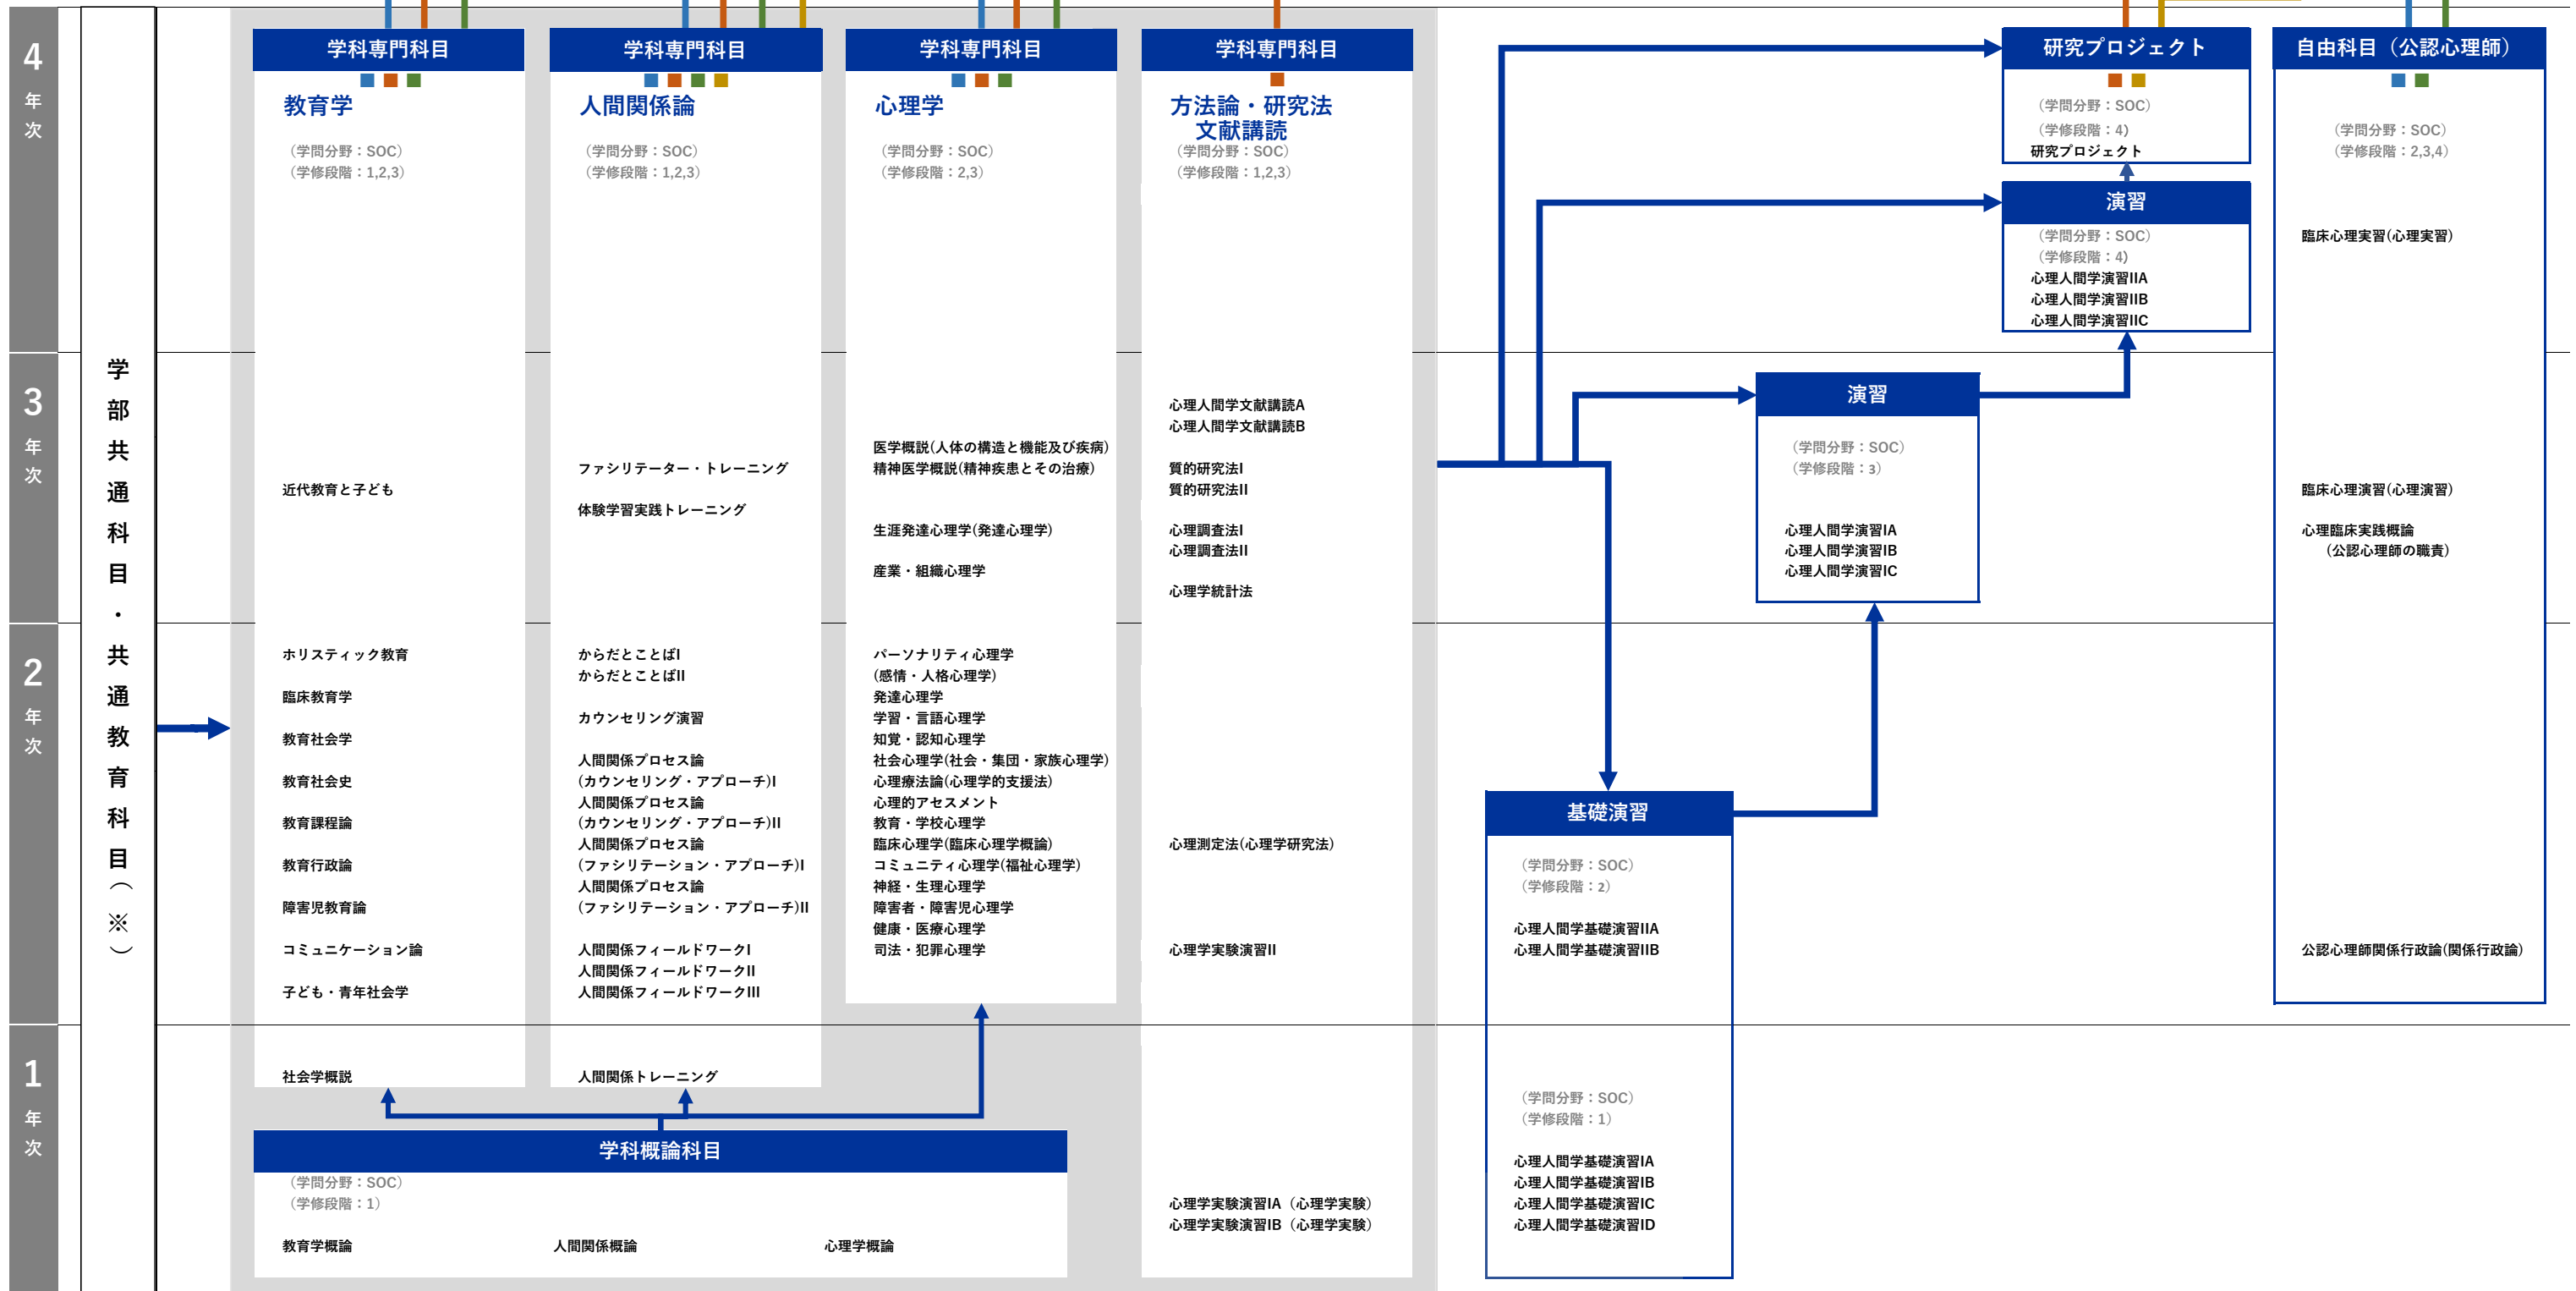 4
年
次
3
年
次
2
年
次
1
年
次
学部共通科目・共通教育科目(※)
学科専門科目
教育学
（学問分野：SOC）
（学修段階：1,2,3）
近代教育と子ども
ホリスティック教育
臨床教育学
教育社会学
教育社会史
教育課程論
教育行政論
障害児教育論
コミュニケーション論
子ども・青年社会学
社会学概説
学科専門科目
人間関係論
（学問分野：SOC）
（学修段階：1,2,3）
ファシリテーター・トレーニング
体験学習実践トレーニング
からだとことばI
からだとことばII
カウンセリング演習
人間関係プロセス論
(カウンセリング・アプローチ)I
人間関係プロセス論
(カウンセリング・アプローチ)II
人間関係プロセス論
(ファシリテーション・アプローチ)I
人間関係プロセス論
(ファシリテーション・アプローチ)II
人間関係フィールドワークI
人間関係フィールドワークII
人間関係フィールドワークIII
人間関係トレーニング
学科専門科目
心理学
（学問分野：SOC）
（学修段階：2,3）
医学概説(人体の構造と機能及び疾病)
精神医学概説(精神疾患とその治療)
生涯発達心理学(発達心理学)
産業・組織心理学
パーソナリティ心理学
(感情・人格心理学)
発達心理学
学習・言語心理学
知覚・認知心理学
社会心理学(社会・集団・家族心理学)
心理療法論(心理学的支援法)
心理的アセスメント
教育・学校心理学
臨床心理学(臨床心理学概論)
コミュニティ心理学(福祉心理学)
神経・生理心理学
障害者・障害児心理学
健康・医療心理学
司法・犯罪心理学
学科専門科目
方法論・研究法
文献講読
（学問分野：SOC）
（学修段階：1,2,3）
心理人間学文献講読A
心理人間学文献講読B
質的研究法I
質的研究法II
心理調査法I
心理調査法II
心理学統計法
心理測定法(心理学研究法)
心理学実験演習II
心理学実験演習IA（心理学実験）
心理学実験演習IB（心理学実験）
学科概論科目
（学問分野：SOC）
（学修段階：1）
教育学概論
人間関係概論
心理学概論
基礎演習
（学問分野：SOC）
（学修段階：2）
心理人間学基礎演習IIA
心理人間学基礎演習IIB
（学問分野：SOC）
（学修段階：1）
心理人間学基礎演習IA
心理人間学基礎演習IB
心理人間学基礎演習IC
心理人間学基礎演習ID
演習
（学問分野：SOC）
（学修段階：3）
心理人間学演習IA
心理人間学演習IB
心理人間学演習IC
研究プロジェクト
（学問分野：SOC）
（学修段階：4）
研究プロジェクト
演習
（学問分野：SOC）
（学修段階：4）
心理人間学演習IIA
心理人間学演習IIB
心理人間学演習IIC
自由科目（公認心理師）
（学問分野：SOC）
（学修段階：2,3,4）
臨床心理実習(心理実習)
臨床心理演習(心理演習)
心理臨床実践概論
(公認心理師の職責)
公認心理師関係行政論(関係行政論)